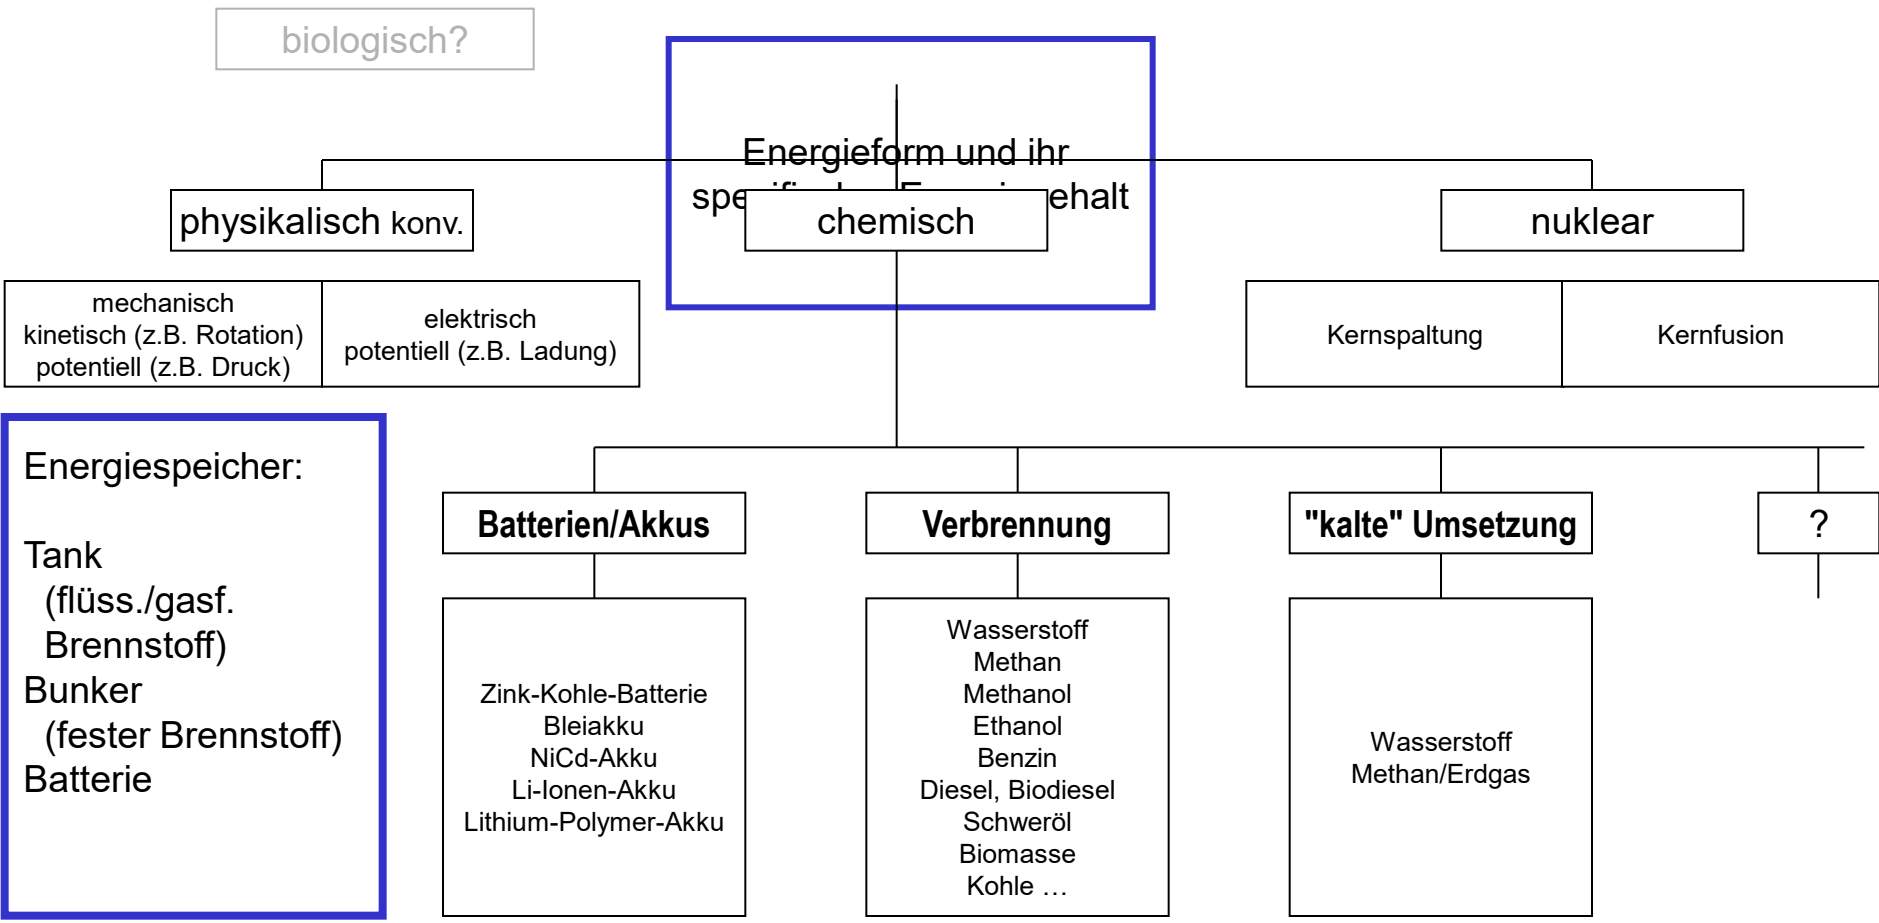 biologisch?
Energieform und ihr
ehalt
physikalisch konv.
chemisch
nuklear
mechanisch
kinetisch (z.B. Rotation)
potentiell (z.B. Druck)
elektrisch
potentiell (z.B. Ladung)
Kernspaltung
Kernfusion
Energiespeicher:
Tank
(flüss./gasf.
Brennstoff)
Bunker
(fester Brennstoff)
Batterie
Batterien/Akkus
Verbrennung
"kalte" Umsetzung
?
Zink-Kohle-Batterie
Bleiakku
NiCd-Akku
Li-Ionen-Akku
Lithium-Polymer-Akku
Wasserstoff
Methan
Methanol
Ethanol
Benzin
Diesel, Biodiesel
Schweröl
Biomasse
Kohle …
Wasserstoff
Methan/Erdgas